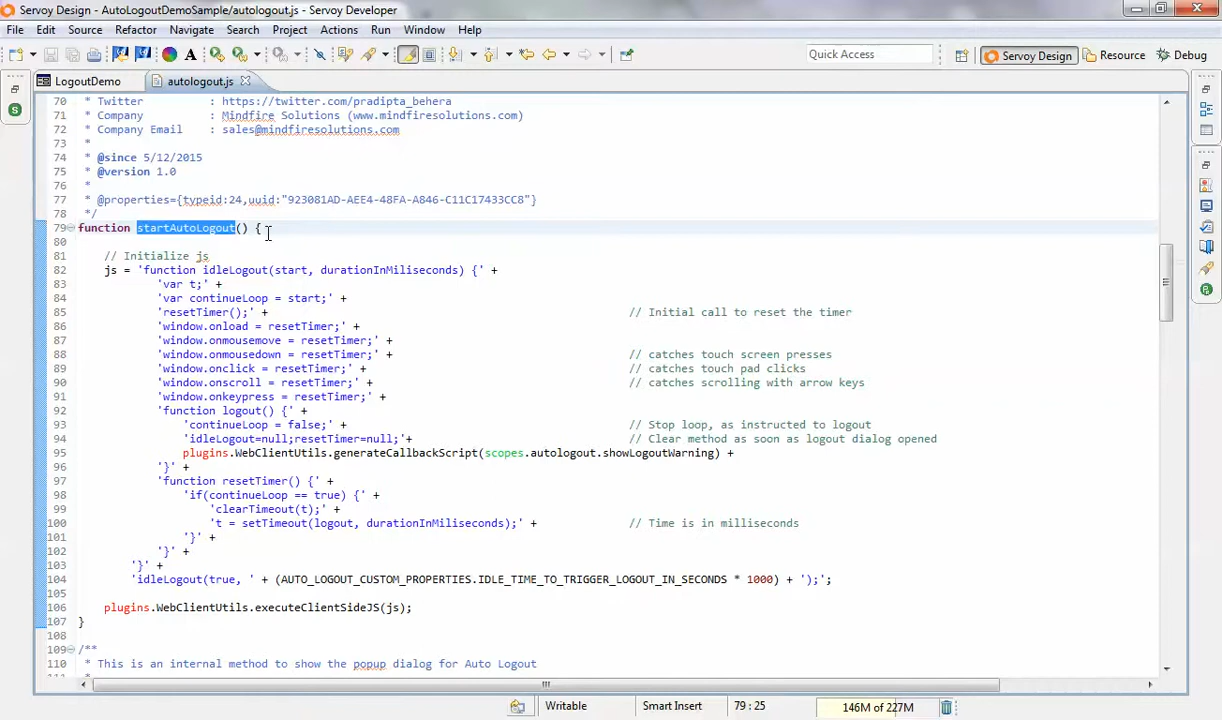 Servoy Design - AutoLogoutDemoSample/autologout.js - Servoy Developer
File Edit Source Refactor Navigate Search Project Actions Run Window Help
Quick Access Servoy Design Resource Debug
LogoutDemo autologout.js
70 * Twitter : https://twitter.com/pradipta_behera
71 * Company : Mindfire Solutions (www.mindfiresolutions.com)
72 * Company Email : sales@mindfiresolutions.com
73 *
74 * @since 5/12/2015
75 * @version 1.0
76 *
77 * @properties={typeid:24,uuid:"923081AD-AEE4-48FA-A846-C11C17433CC8"}
78 */
79 function startAutoLogout() {
80
81 // Initialize js
82 js = 'function idleLogout(start, durationInMiliseconds) {' +
83 'var t;' +
84 'var continueLoop = start;' +
85 'resetTimer();' + // Initial call to reset the timer
86 'window.onload = resetTimer;' +
87 'window.onmousemove = resetTimer;' +
88 'window.onmousedown = resetTimer;' + // catches touch screen presses
89 'window.onclick = resetTimer;' + // catches touch pad clicks
90 'window.onscroll = resetTimer;' + // catches scrolling with arrow keys
91 'window.onkeypress = resetTimer;' +
92 'function logout() {' +
93 'continueLoop = false;' + // Stop loop, as instructed to logout
94 'idleLogout=null;resetTimer=null;'+ // Clear method as soon as logout dialog opened
95 plugins.WebClientUtils.generateCallbackScript(scopes.autologout.showLogoutWarning) +
96 '}' +
97 'function resetTimer() {' +
98 'if(continueLoop == true) {' +
99 'clearTimeout(t);' +
100 't = setTimeout(logout, durationInMiliseconds);' + // Time is in milliseconds
101 '}' +
102 '}' +
103 '}' +
104 'idleLogout(true, ' + (AUTO_LOGOUT_CUSTOM_PROPERTIES.IDLE_TIME_TO_TRIGGER_LOGOUT_IN_SECONDS * 1000) + ');';
105
106 plugins.WebClientUtils.executeClientSideJS(js);
107 }
108
109 /**
110 * This is an internal method to show the popup dialog for Auto Logout
Writable Smart Insert 79 : 25 146M of 227M